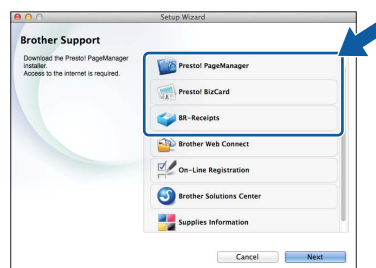 Setup Wizard
Brother Support
Download the Presto! PageManager
installer.
Access to the internet is required.
Presto! PageManager
Presto! BizCard
BR-Receipts
Brother Web Connect
On-Line Registration
Brother Solutions Center
Supplies Information
Cancel
Next